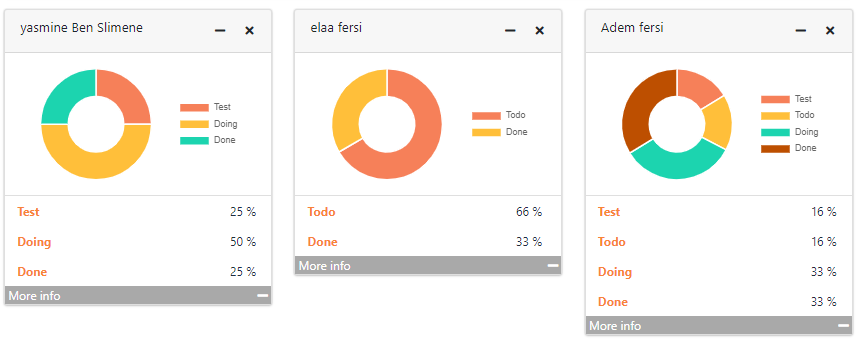 yasmine Ben Slimene
Test
Doing
Done
Test 25 %
Doing 50 %
Done 25 %
More info
elaa fersi
Todo
Done
Todo 66 %
Done 33 %
More info
Adem fersi
Test
Todo
Doing
Done
Test 16 %
Todo 16 %
Doing 33 %
Done 33 %
More info